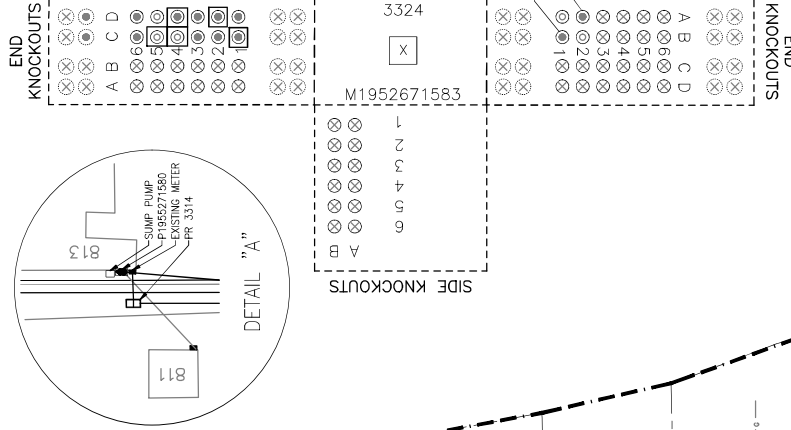 END
KNOCKOUTS
D
C
B
A
6
5
4
3
2
1
3324
X
M1952671583
1
2
3
4
5
6
B A
SIDE KNOCKOUTS
1
2
3
4
5
6
A
B
C
D
END
KNOCKOUTS
SUMP PUMP
P1955271580
EXISTING METER
PR 3314
813
811
DETAIL "A"